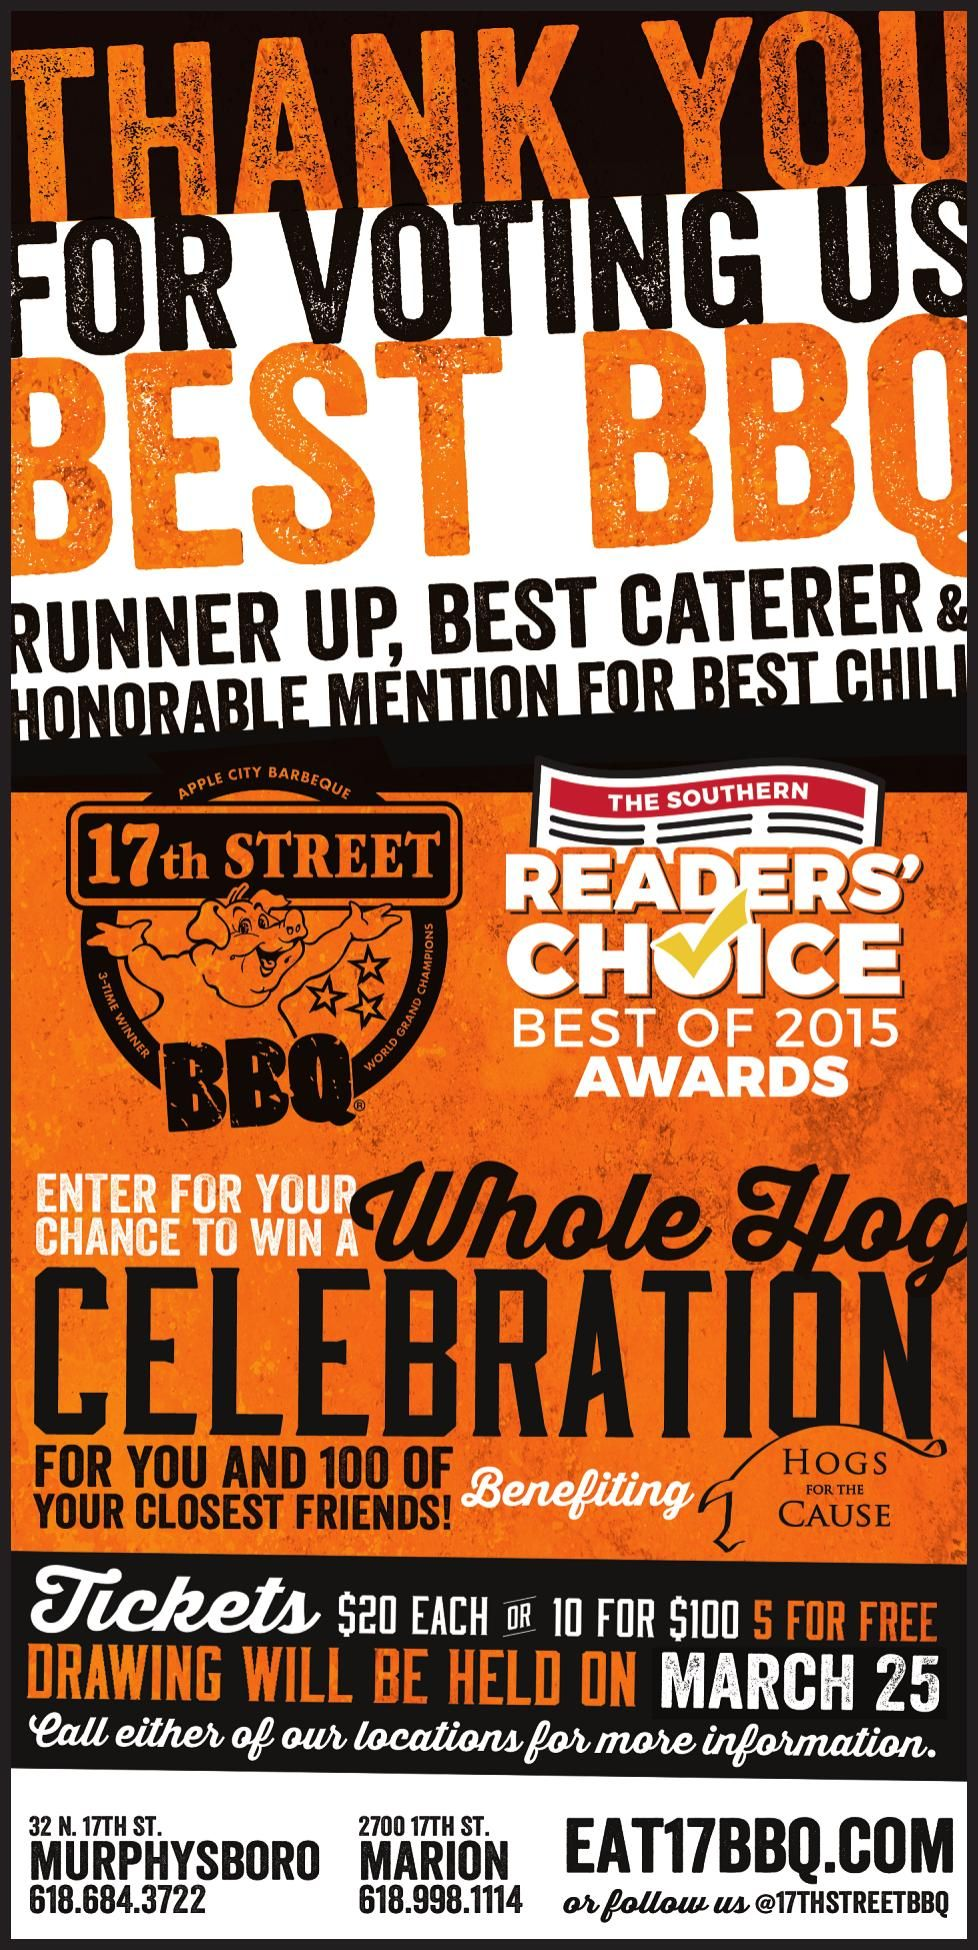 THANK YOU
FOR VOTING US
BEST BBQ
RUNNER UP, BEST CATERER &
HONORABLE MENTION FOR BEST CHILI
APPLE CITY BARBEQUE
17th STREET
3-TIME WINNER
WORLD GRAND CHAMPIONS
BBQ®
THE SOUTHERN
READERS'
CHOICE
BEST OF 2015
AWARDS
ENTER FOR YOUR
CHANCE TO WIN A
Whole Hog
CELEBRATION
FOR YOU AND 100 OF
YOUR CLOSEST FRIENDS!
Benefiting
HOGS
FOR THE
CAUSE
Tickets $20 EACH OR 10 FOR $100 5 FOR FREE
DRAWING WILL BE HELD ON MARCH 25
Call either of our locations for more information.
32 N. 17TH ST.
MURPHYSBORO
618.684.3722
2700 17TH ST.
MARION
618.998.1114
EAT17BBQ.COM
or follow us @17THSTREETBBQ